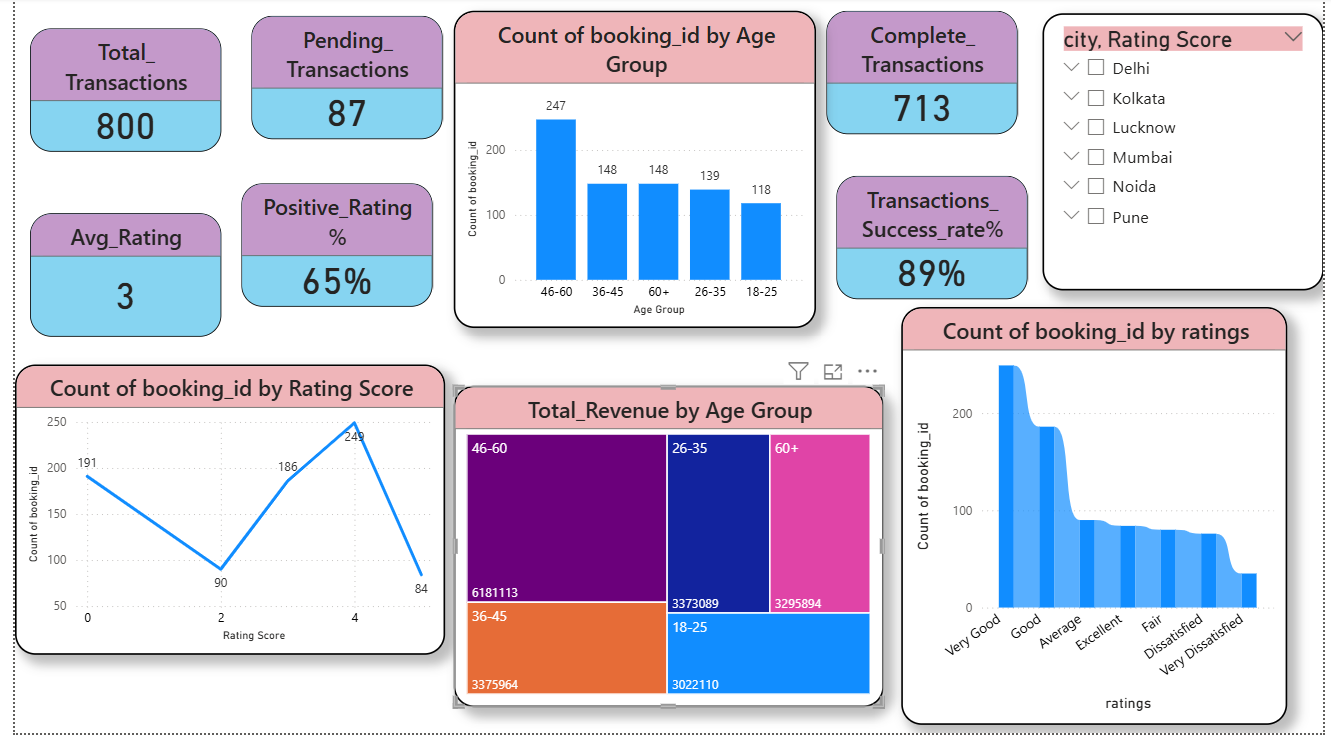 Total_
Transactions
800
Pending_
Transactions
87
Count of booking_id by Age
Group
Count of booking_id
200
100
0
247
148
148
139
118
46-60
36-45
60+
26-35
18-25
Age Group
Complete_
Transactions
713
city, Rating Score
Delhi
Kolkata
Lucknow
Mumbai
Noida
Pune
Avg_Rating
3
Positive_Rating
%
65%
Transactions_
Success_rate%
89%
Count of booking_id by Rating Score
Count of booking_id
250
200
150
100
50
191
90
186
249
84
0
2
4
Rating Score
Total_Revenue by Age Group
46-60
6181113
36-45
3375964
26-35
3373089
60+
3295894
18-25
3022110
Count of booking_id by ratings
Count of booking_id
200
100
0
Very Good
Good
Average
Excellent
Fair
Dissatisfied
Very Dissatisfied
ratings